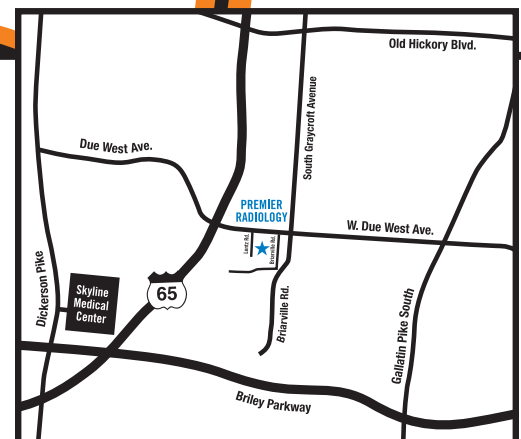 Old Hickory Blvd.
South Graycroft Avenue
Due West Ave.
PREMIER
RADIOLOGY
W. Due West Ave.
Lentz Rd.
Briarville Rd.
65
Skyline
Medical
Center
Dickerson Pike
Briarville Rd.
Gallatin Pike South
Briley Parkway